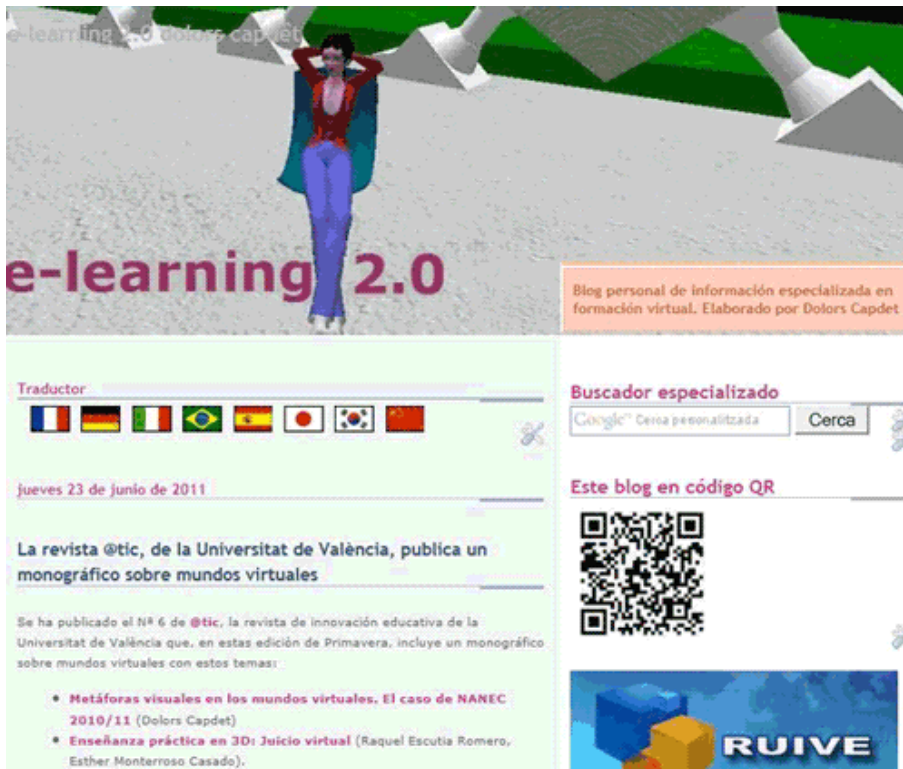 e-learning 2.0 dolors capdet
e-learning 2.0
Blog personal de información especializada en
formación virtual. Elaborado por Dolors Capdet
Traductor
jueves 23 de junio de 2011
La revista @tic, de la Universitat de València, publica un
monográfico sobre mundos virtuales
Se ha publicado el Nº 6 de @tic, la revista de innovación educativa de la
Universitat de València que, en estas edición de Primavera, incluye un monográfico
sobre mundos virtuales con estos temas:
Metáforas visuales en los mundos virtuales. El caso de NANEC
2010/11 (Dolors Capdet)
Enseñanza práctica en 3D: Juicio virtual (Raquel Escutia Romero,
Esther Monterroso Casado).
Buscador especializado
Google™ Cerca personalitzada
Cerca
Este blog en código QR
RUIVE